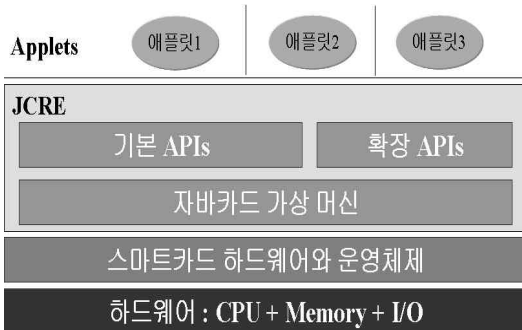 Applets 애플릿1 애플릿2 애플릿3
JCRE
기본 APIs 확장 APIs
자바카드 가상 머신
스마트카드 하드웨어와 운영체제
하드웨어 : CPU + Memory + I/O